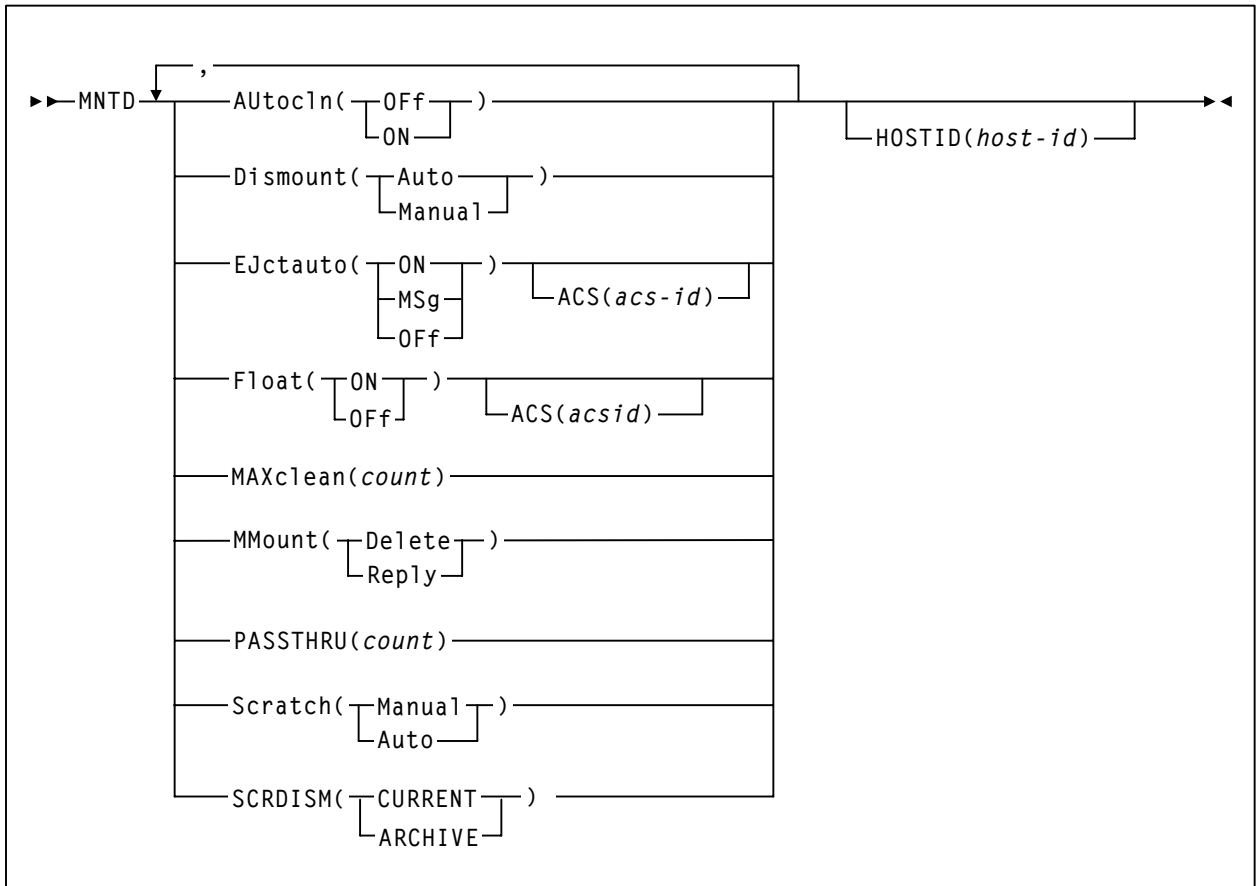 ,
MNTD AUtocln( OFf )
ON
HOSTID(host-id)
Dismount( Auto )
Manual
EJctauto( ON )
MSg
OFf
ACS(acs-id)
Float( ON )
OFf
ACS(acsid)
MAXclean(count)
MMount( Delete )
Reply
PASSTHRU(count)
Scratch( Manual )
Auto
SCRDISM( CURRENT )
ARCHIVE